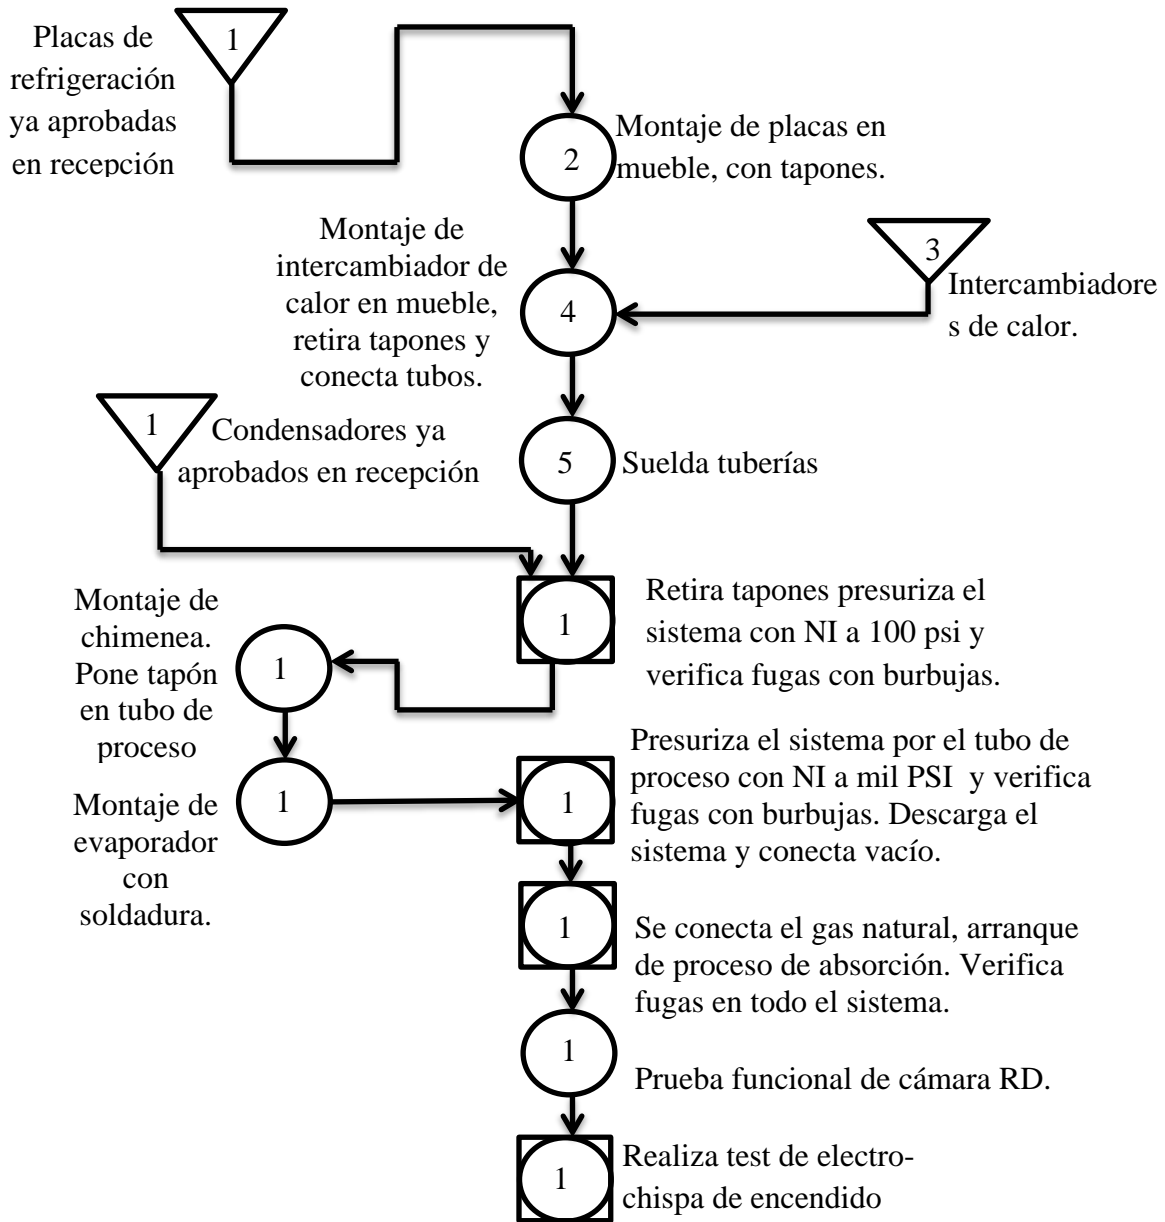 1
Placas de
refrigeración
ya aprobadas
en recepción
2
Montaje de placas en
mueble, con tapones.
Montaje de
intercambiador de
calor en mueble,
retira tapones y
conecta tubos.
4
3
Intercambiadore
s de calor.
1
Condensadores ya
aprobados en recepción
5
Suelda tuberías
1
Retira tapones presuriza el
sistema con NI a 100 psi y
verifica fugas con burbujas.
Montaje de
chimenea.
Pone tapón
en tubo de
proceso
1
Montaje de
evaporador
con
soldadura.
1
1
Presuriza el sistema por el tubo de
proceso con NI a mil PSI y verifica
fugas con burbujas. Descarga el
sistema y conecta vacío.
1
Se conecta el gas natural, arranque
de proceso de absorción. Verifica
fugas en todo el sistema.
1
Prueba funcional de cámara RD.
1
Realiza test de electro-
chispa de encendido